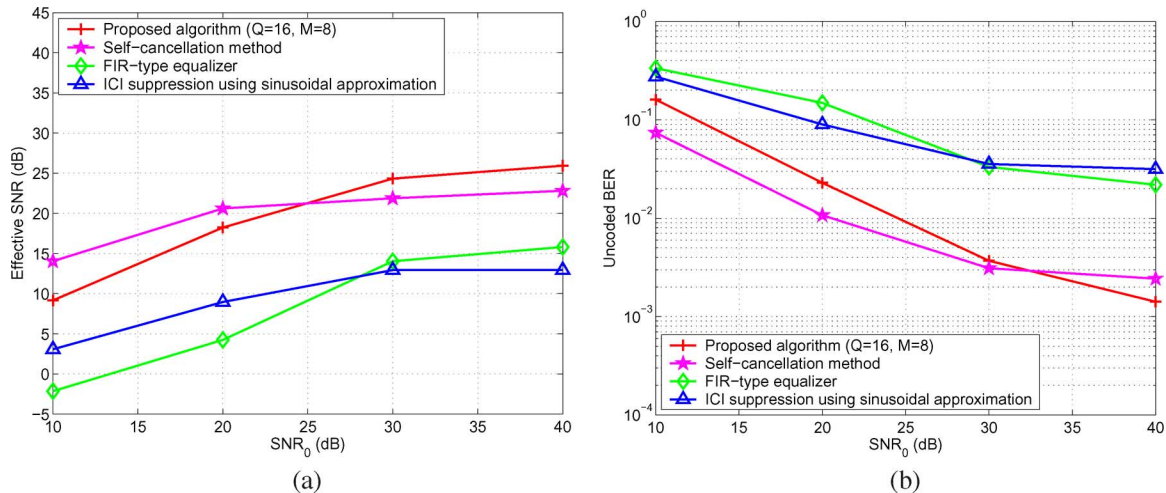 45
40
35
30
25
20
15
10
5
0
−5
Effective SNR (dB)
Proposed algorithm (Q=16, M=8)
Self−cancellation method
FIR−type equalizer
ICI suppression using sinusoidal approximation
10 15 20 25 30 35 40
SNR0 (dB)
(a)
10^0
10^−1
10^−2
10^−3
10^−4
Uncoded BER
Proposed algorithm (Q=16, M=8)
Self−cancellation method
FIR−type equalizer
ICI suppression using sinusoidal approximation
10 15 20 25 30 35 40
SNR0 (dB)
(b)